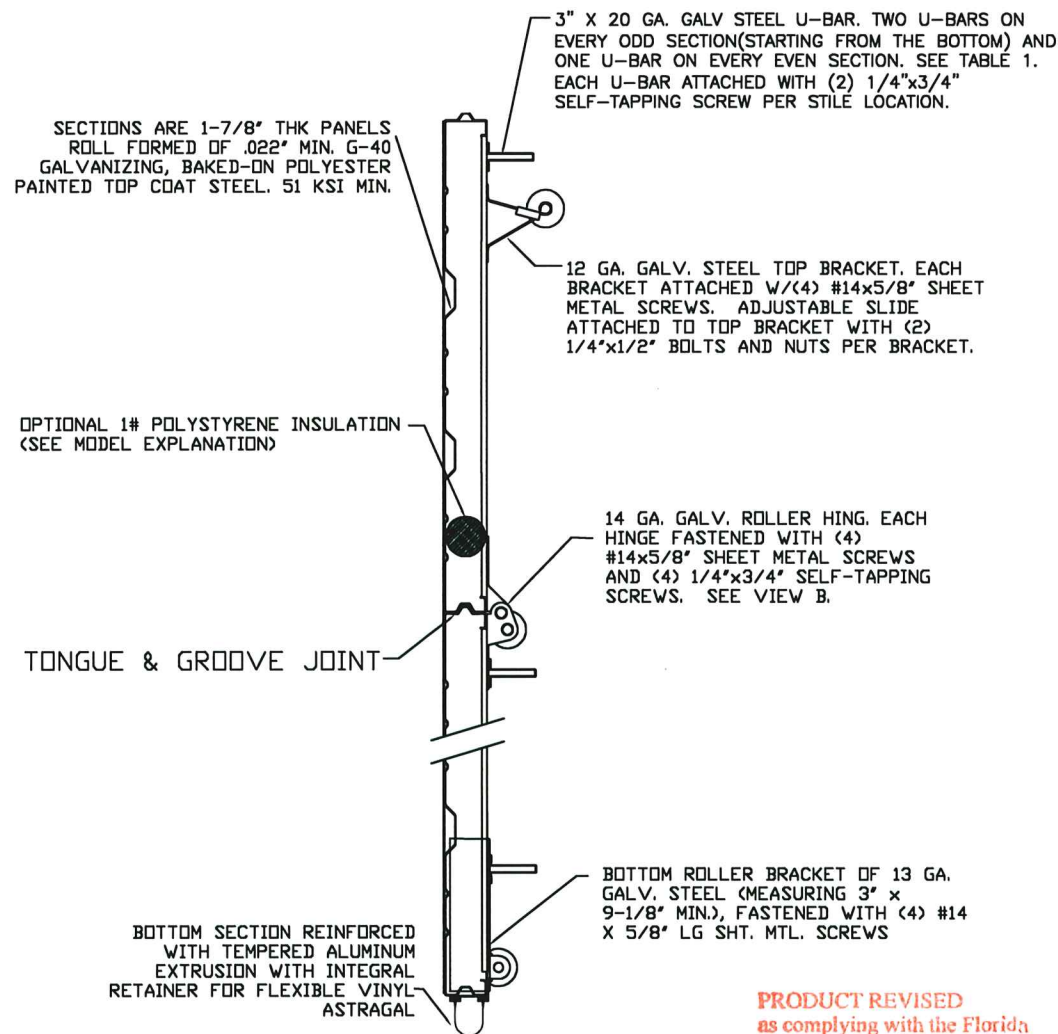 3" X 20 GA. GALV STEEL U-BAR. TWO U-BARS ON
EVERY ODD SECTION(STARTING FROM THE BOTTOM) AND
ONE U-BAR ON EVERY EVEN SECTION. SEE TABLE 1.
EACH U-BAR ATTACHED WITH (2) 1/4"x3/4"
SELF-TAPPING SCREW PER STILE LOCATION.
SECTIONS ARE 1-7/8" THK PANELS
ROLL FORMED OF .022" MIN. G-40
GALVANIZING, BAKED-ON POLYESTER
PAINTED TOP COAT STEEL. 51 KSI MIN.
12 GA. GALV. STEEL TOP BRACKET. EACH
BRACKET ATTACHED W/(4) #14x5/8" SHEET
METAL SCREWS. ADJUSTABLE SLIDE
ATTACHED TO TOP BRACKET WITH (2)
1/4"x1/2" BOLTS AND NUTS PER BRACKET.
OPTIONAL 1# POLYSTYRENE INSULATION
(SEE MODEL EXPLANATION)
14 GA. GALV. ROLLER HING. EACH
HINGE FASTENED WITH (4)
#14x5/8" SHEET METAL SCREWS
AND (4) 1/4"x3/4" SELF-TAPPING
SCREWS. SEE VIEW B.
TONGUE & GROOVE JOINT
BOTTOM ROLLER BRACKET OF 13 GA.
GALV. STEEL (MEASURING 3" x
9-1/8" MIN.), FASTENED WITH (4) #14
X 5/8" LG SHT. MTL. SCREWS
BOTTOM SECTION REINFORCED
WITH TEMPERED ALUMINUM
EXTRUSION WITH INTEGRAL
RETAINER FOR FLEXIBLE VINYL
ASTRAGAL
PRODUCT REVISED
as complying with the Florida